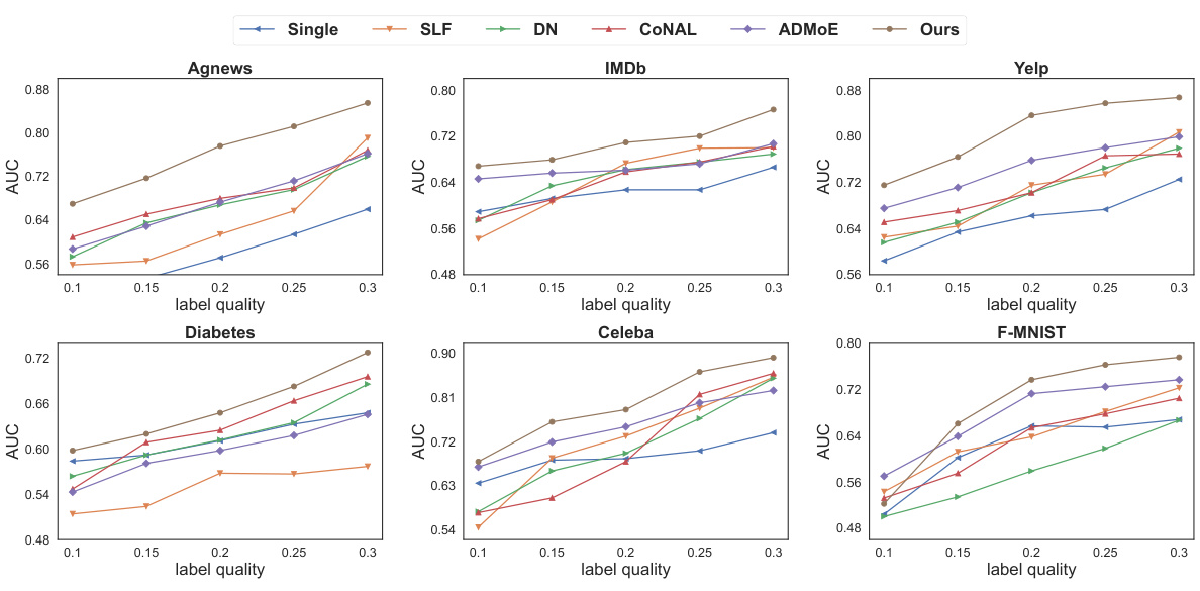 Single SLF DN CoNAL ADMoE Ours
Agnews IMDb Yelp
0.88 0.80 0.88
0.80 0.72 0.80
AUC AUC AUC
0.72 0.64 0.72
0.64 0.56 0.64
0.56 0.48 0.56
0.1 0.15 0.2 0.25 0.3 0.1 0.15 0.2 0.25 0.3 0.1 0.15 0.2 0.25 0.3
label quality label quality label quality
Diabetes Celeba F-MNIST
0.72 0.90 0.80
0.66 0.81 0.72
AUC AUC AUC
0.60 0.72 0.64
0.54 0.63 0.56
0.48 0.54 0.48
0.1 0.15 0.2 0.25 0.3 0.1 0.15 0.2 0.25 0.3 0.1 0.15 0.2 0.25 0.3
label quality label quality label quality